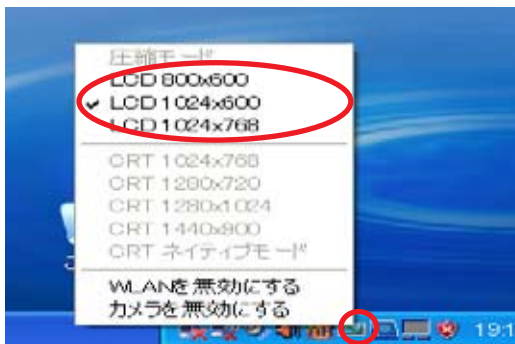 圧縮モード
LCD 800x600
LCD 1024x600
LCD 1024x768
CRT 1024x768
CRT 1280x720
CRT 1280x1024
CRT 1440x900
CRT ネイティブモード
WLANを無効にする
カメラを無効にする
19:1